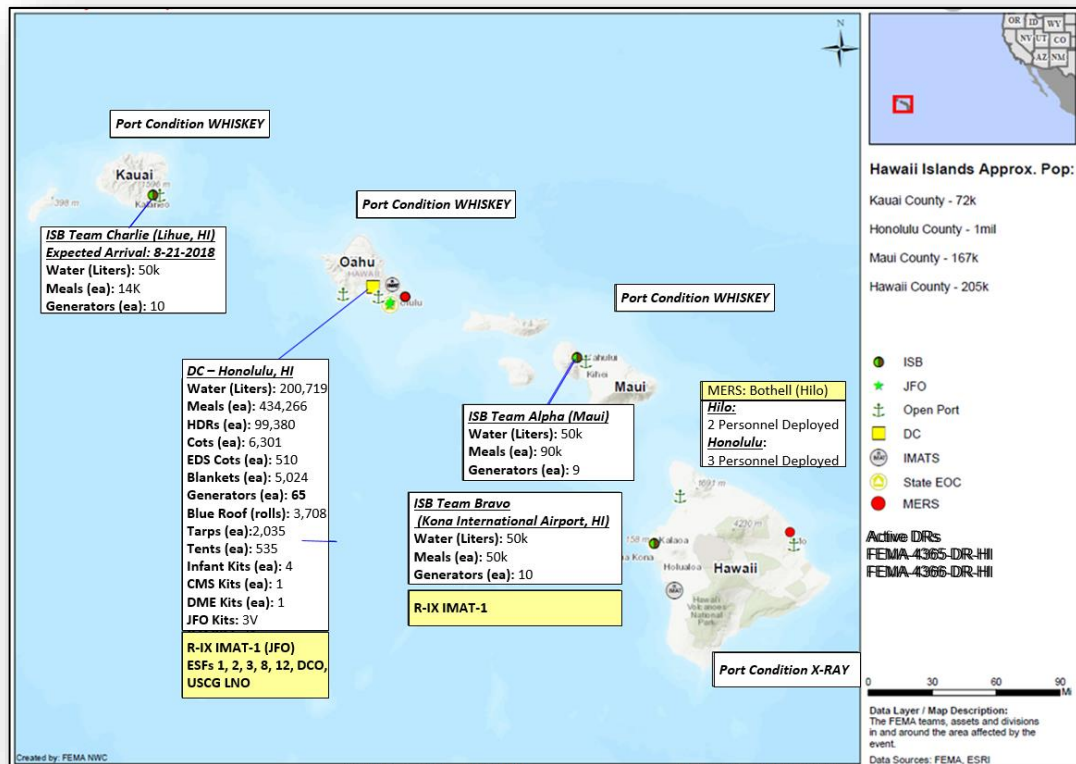 N
OR ID WY
NV UT CO
AZ NM
Port Condition WHISKEY
Kauai
1598 m
398 m
Port Condition WHISKEY
ISB Team Charlie (Lihue, HI)
Expected Arrival: 8-21-2018
Water (Liters): 50k
Meals (ea): 14K
Generators (ea): 10
Oahu
HAWAII
Port Condition WHISKEY
Kahului
Kihei
Maui
DC – Honolulu, HI
Water (Liters): 200,719
Meals (ea): 434,266
HDRs (ea): 99,380
Cots (ea): 6,301
EDS Cots (ea): 510
Blankets (ea): 5,024
Generators (ea): 65
Blue Roof (rolls): 3,708
Tarps (ea):2,035
Tents (ea): 535
Infant Kits (ea): 4
CMS Kits (ea): 1
DME Kits (ea): 1
JFO Kits: 3V
R-IX IMAT-1 (JFO)
ESFs 1, 2, 3, 8, 12, DCO,
USCG LNO
ISB Team Alpha (Maui)
Water (Liters): 50k
Meals (ea): 90k
Generators (ea): 9
MERS: Bothell (Hilo)
Hilo:
2 Personnel Deployed
Honolulu:
3 Personnel Deployed
ISB Team Bravo
(Kona International Airport, HI)
Water (Liters): 50k
Meals (ea): 50k
Generators (ea): 10
R-IX IMAT-1
1691 m
158 m
Kalaoa
4210 m
Kona
Holualoa
Hawaii
Hawaii
Volcanoes
National
Park
Port Condition X-RAY
Created by: FEMA NWC
Hawaii Islands Approx. Pop:
Kauai County - 72k
Honolulu County - 1mil
Maui County - 167k
Hawaii County - 205k
ISB
JFO
Open Port
DC
IMATS
State EOC
MERS
Active DRs
FEMA-4365-DR-HI
FEMA-4366-DR-HI
0 30 60 90
Mi
Data Layer / Map Description:
The FEMA teams, assets and divisions
in and around the area affected by the
event.
Data Sources: FEMA, ESRI